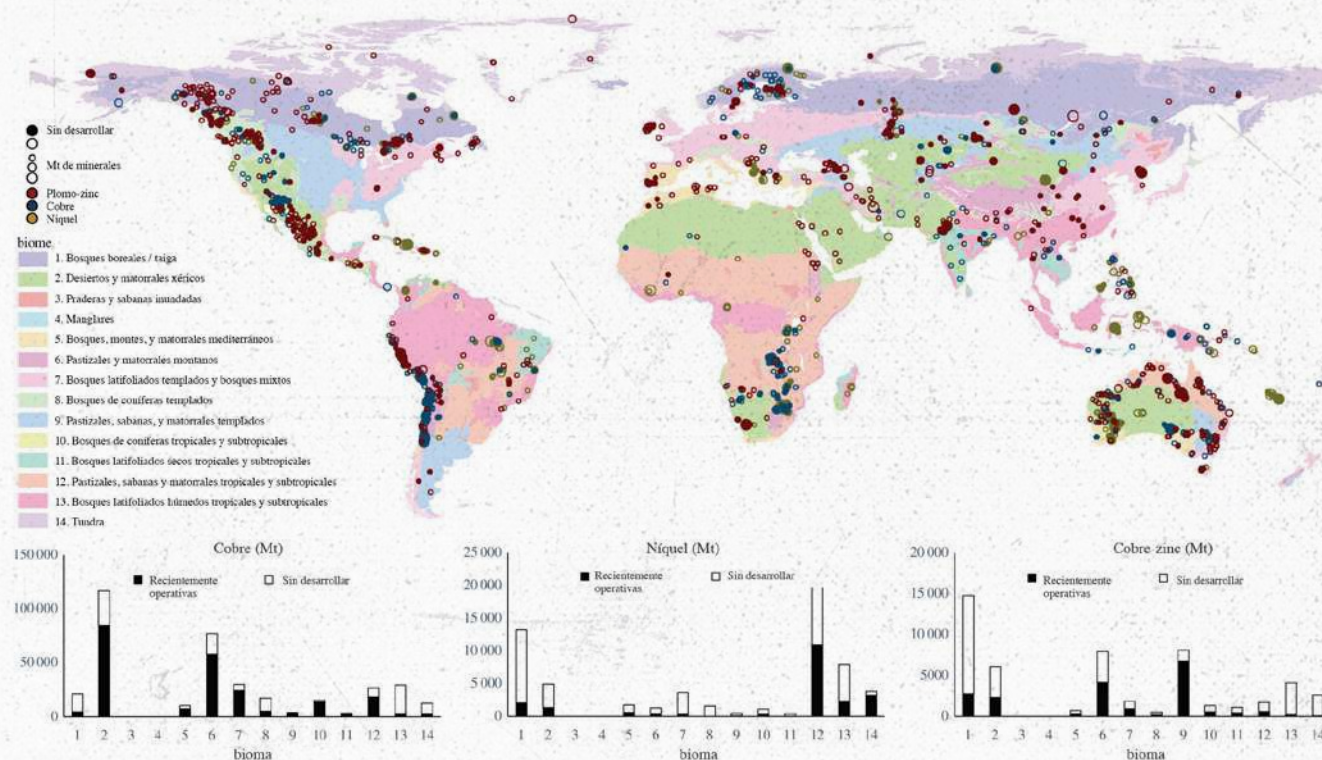 Sin desarrollar
Mt de minerales
Plomo-zinc
Cobre
Níquel
biome
1. Bosques boreales / taiga
2. Desiertos y matorrales xéricos
3. Praderas y sabanas inundadas
4. Manglares
5. Bosques, montes, y matorrales mediterráneos
6. Pastizales y matorrales montanos
7. Bosques latifoliados templados y bosques mixtos
8. Bosques de coníferas templados
9. Pastizales, sabanas, y matorrales templados
10. Bosques de coníferas tropicales y subtropicales
11. Bosques latifoliados secos tropicales y subtropicales
12. Pastizales, sabanas y matorrales tropicales y subtropicales
13. Bosques latifoliados húmedos tropicales y subtropicales
14. Tundra
Cobre (Mt)
150 000
100 000
50 000
0
Recientemente
operativas
Sin desarrollar
1 2 3 4 5 6 7 8 9 10 11 12 13 14
bioma
Níquel (Mt)
25 000
20 000
15 000
10 000
5 000
0
Recientemente
operativas
Sin desarrollar
1 2 3 4 5 6 7 8 9 10 11 12 13 14
bioma
Cobre-zinc (Mt)
20 000
15 000
10 000
5000
0
Recientemente
operativas
Sin desarrollar
1 2 3 4 5 6 7 8 9 10 11 12 13 14
bioma